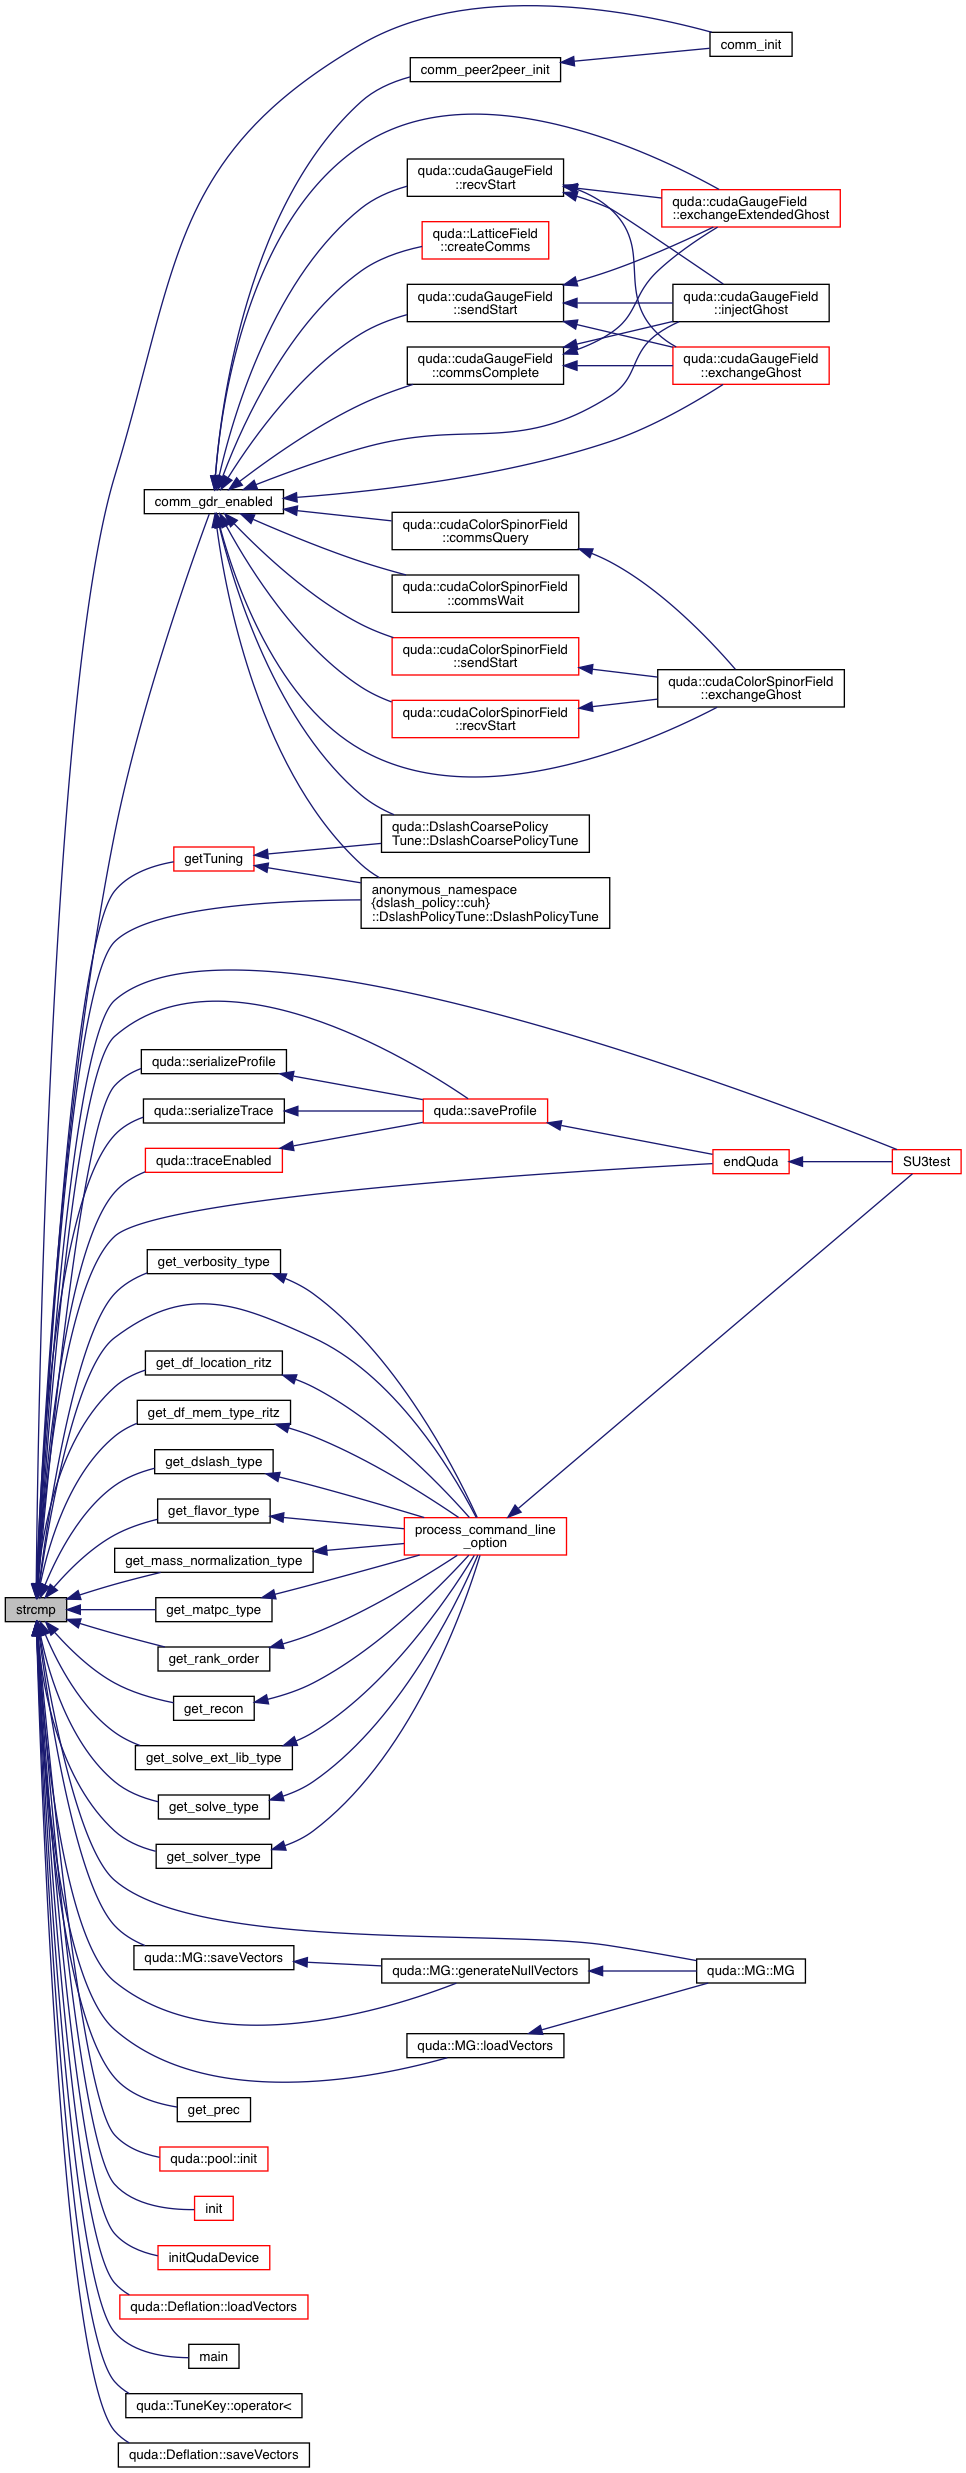 comm_init
comm_peer2peer_init
quda::cudaGaugeField
::recvStart
quda::cudaGaugeField
::exchangeExtendedGhost
quda::LatticeField
::createComms
quda::cudaGaugeField
::sendStart
quda::cudaGaugeField
::injectGhost
quda::cudaGaugeField
::commsComplete
quda::cudaGaugeField
::exchangeGhost
comm_gdr_enabled
quda::cudaColorSpinorField
::commsQuery
quda::cudaColorSpinorField
::commsWait
quda::cudaColorSpinorField
::sendStart
quda::cudaColorSpinorField
::exchangeGhost
quda::cudaColorSpinorField
::recvStart
quda::DslashCoarsePolicy
Tune::DslashCoarsePolicyTune
getTuning
anonymous_namespace
{dslash_policy::cuh}
::DslashPolicyTune::DslashPolicyTune
quda::serializeProfile
quda::serializeTrace
quda::saveProfile
quda::traceEnabled
endQuda
SU3test
get_verbosity_type
get_df_location_ritz
get_df_mem_type_ritz
get_dslash_type
get_flavor_type
process_command_line
_option
get_mass_normalization_type
strcmp
get_matpc_type
get_rank_order
get_recon
get_solve_ext_lib_type
get_solve_type
get_solver_type
quda::MG::saveVectors
quda::MG::generateNullVectors
quda::MG::MG
quda::MG::loadVectors
get_prec
quda::pool::init
init
initQudaDevice
quda::Deflation::loadVectors
main
quda::TuneKey::operator<
quda::Deflation::saveVectors